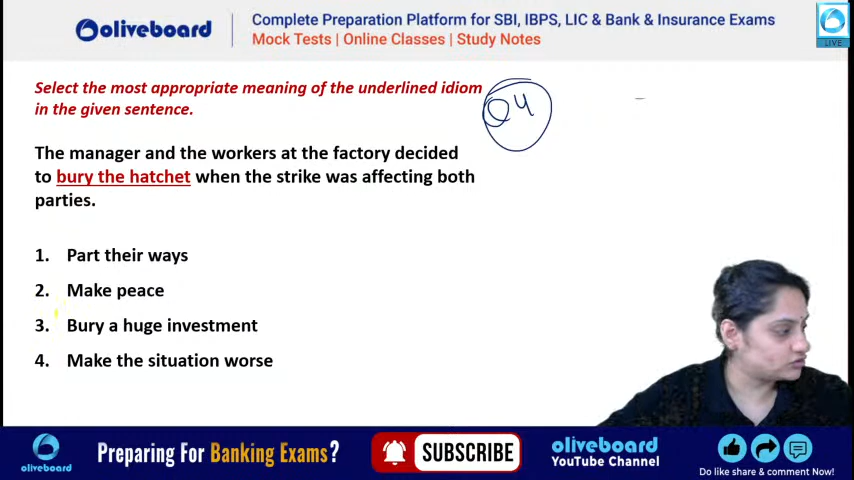 oliveboard
Complete Preparation Platform for SBI, IBPS, LIC & Bank & Insurance Exams
Mock Tests | Online Classes | Study Notes
LIVE
Select the most appropriate meaning of the underlined idiom
in the given sentence.
Q4
The manager and the workers at the factory decided
to bury the hatchet when the strike was affecting both
parties.
1. Part their ways
2. Make peace
3. Bury a huge investment
4. Make the situation worse
oliveboard
Preparing For Banking Exams?
SUBSCRIBE
oliveboard
YouTube Channel
Do like share & comment Now!